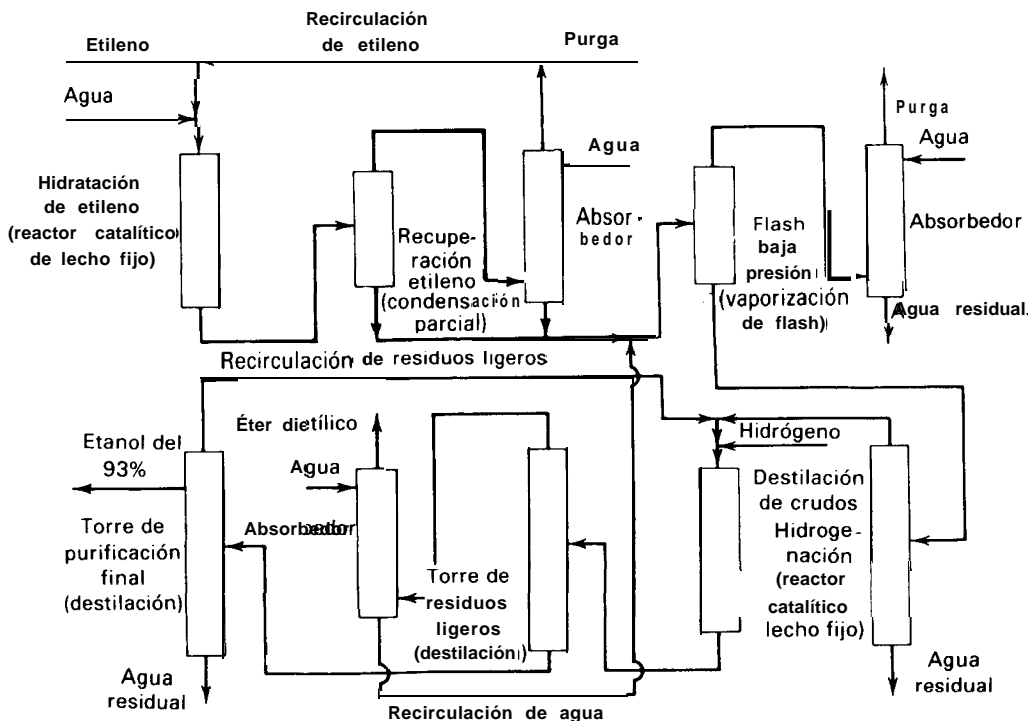 Recirculación
de etileno
Etileno
Purga
Agua
Hidratación
de etileno
(reactor catalítico)
de lecho fijo)
Recupe-
ración
etileno
(condensación
parcial)
Agua
Absor-
bedor
Flash
baja
presión
(vaporización
de flash)
Purga
Agua
Absorbedor
Agua residual.
Recirculación de residuos ligeros
Etanol del
93%
Torre de
purificación
final
(destilación)
Agua
residual
Éter dietílico
Agua
Absorbedor
Torre de
residuos
ligeros
(destilación)
Hidrógeno
Destilación
de crudos
Hidroge-
nación
(reactor
catalítico
lecho fijo)
Agua
residual
Recirculación de agua